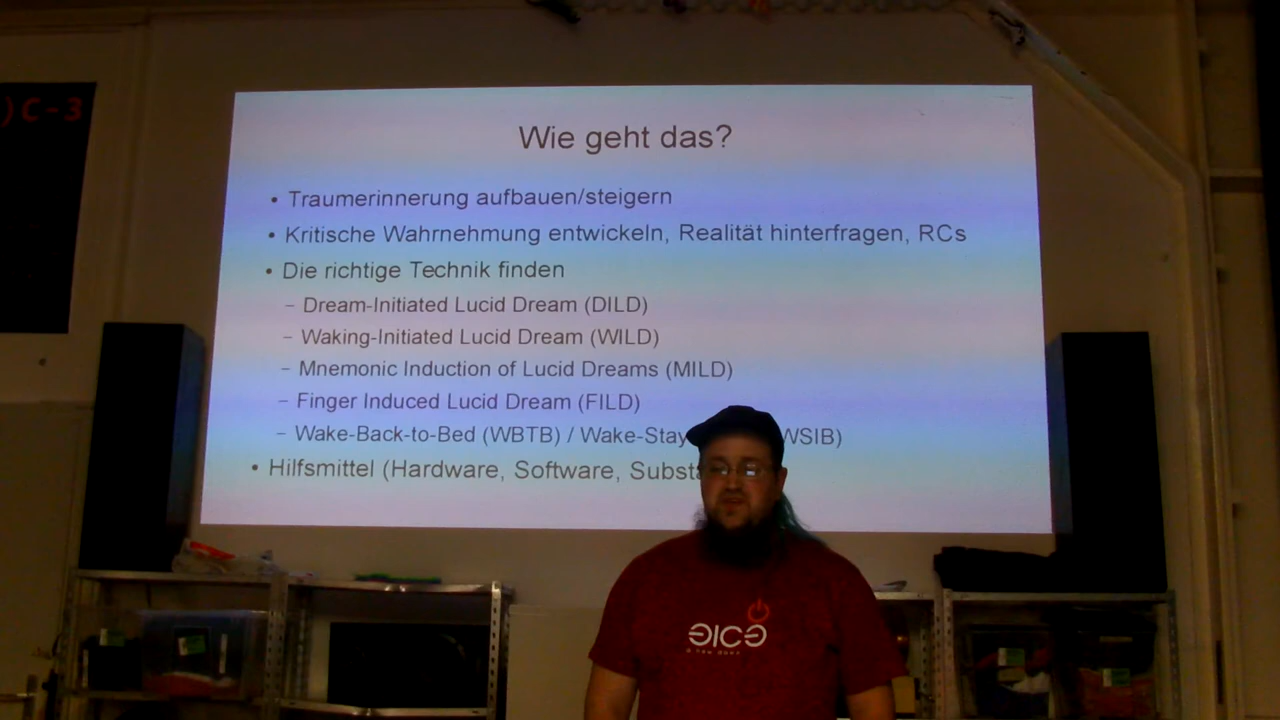 )C-3
Wie geht das?
• Traumerinnerung aufbauen/steigern
• Kritische Wahrnehmung entwickeln, Realität hinterfragen, RCs
• Die richtige Technik finden
– Dream-Initiated Lucid Dream (DILD)
– Waking-Initiated Lucid Dream (WILD)
– Mnemonic Induction of Lucid Dreams (MILD)
– Finger Induced Lucid Dream (FILD)
– Wake-Back-to-Bed (WBTB) / Wake-Stay WSIB)
• Hilfsmittel (Hardware, Software, Subst
a new dawn